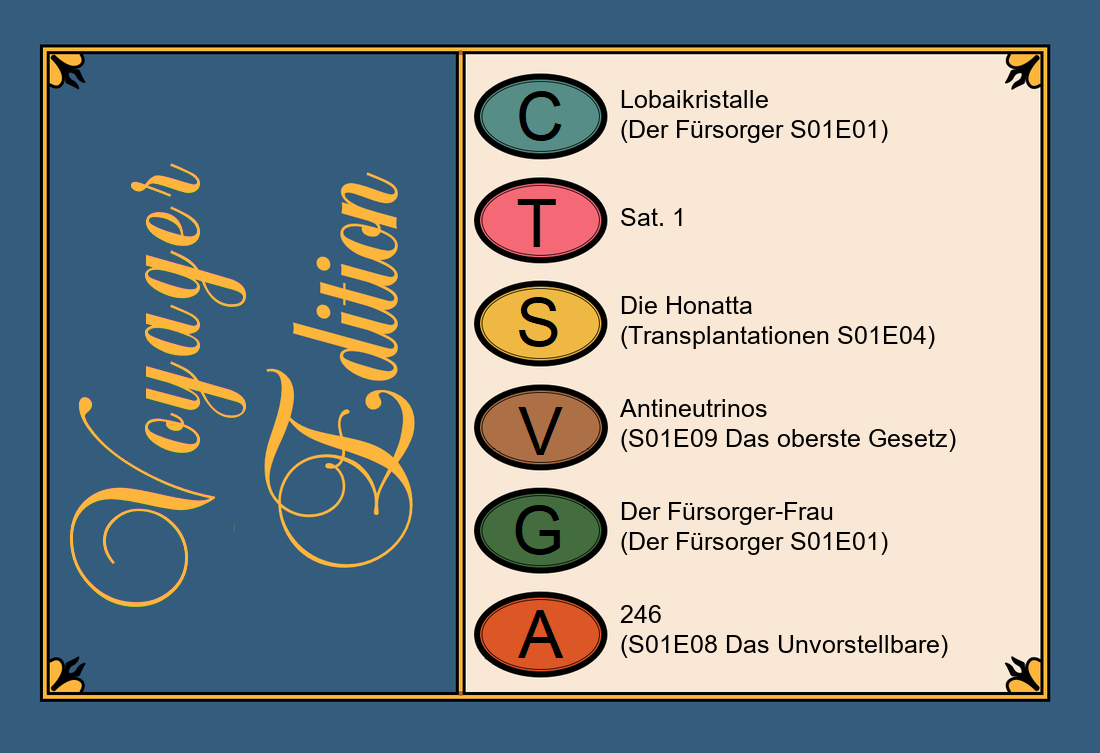 Voyager
Edition
C
Lobaikristalle
(Der Fürsorger S01E01)
T
Sat. 1
S
Die Honatta
(Transplantationen S01E04)
V
Antineutrinos
(S01E09 Das oberste Gesetz)
G
Der Fürsorger-Frau
(Der Fürsorger S01E01)
A
246
(S01E08 Das Unvorstellbare)